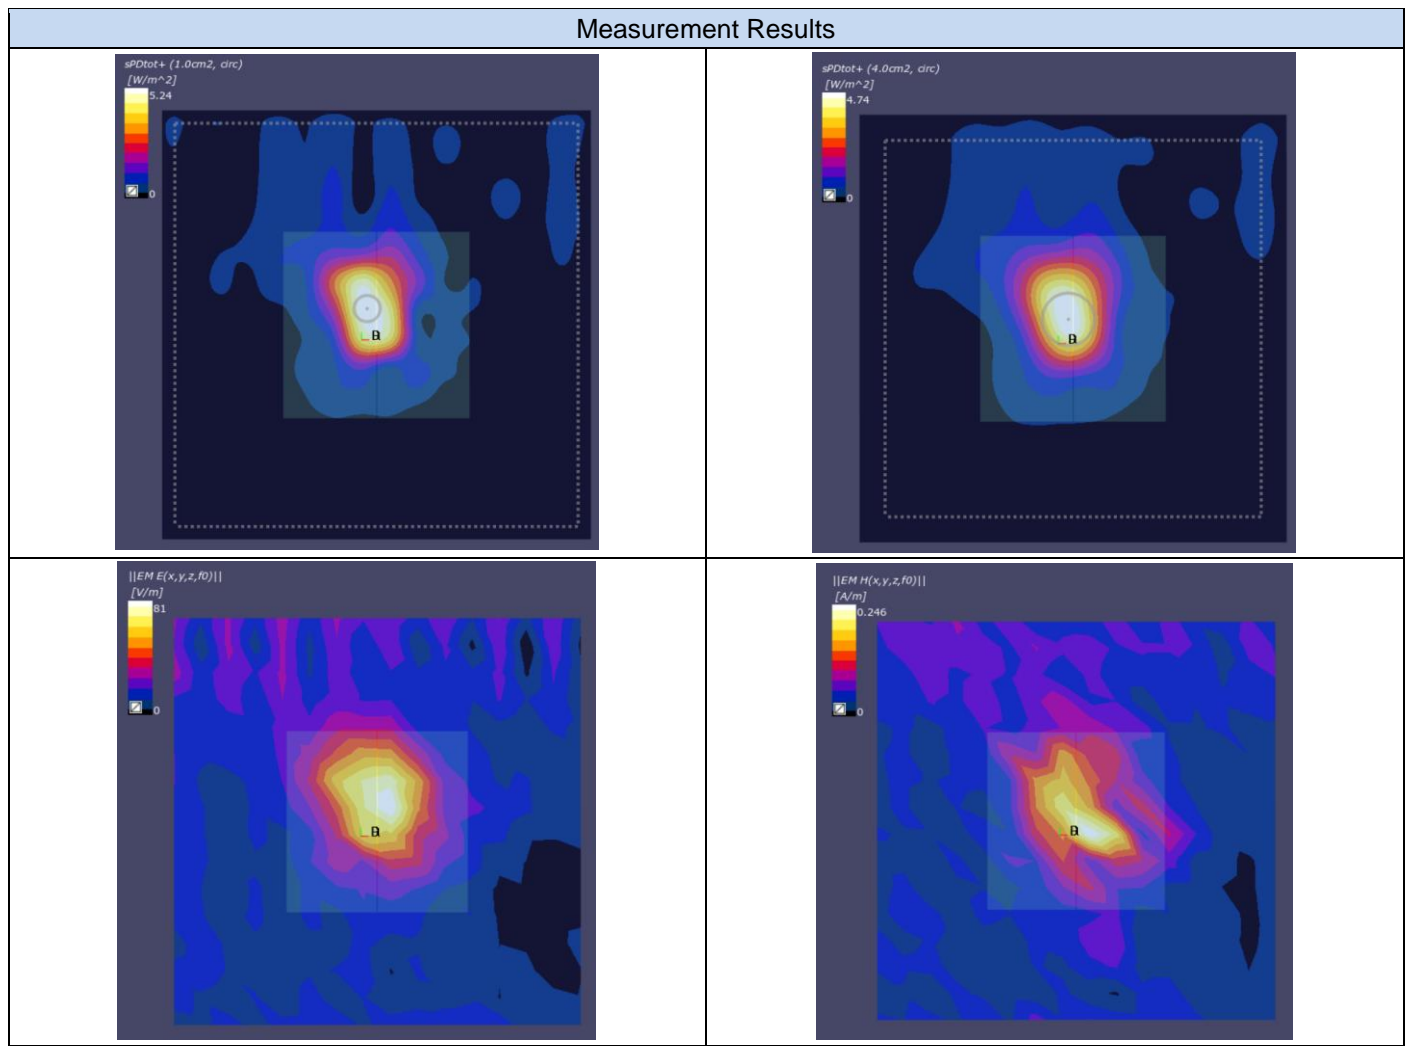 Measurement Results
sPDtot+ (1.0cm2, circ)
[W/m^2]
5.24
0
sPDtot+ (4.0cm2, circ)
[W/m^2]
4.74
0
||EM E(x,y,z,f0)||
[V/m]
81
0
||EM H(x,y,z,f0)||
[A/m]
0.246
0